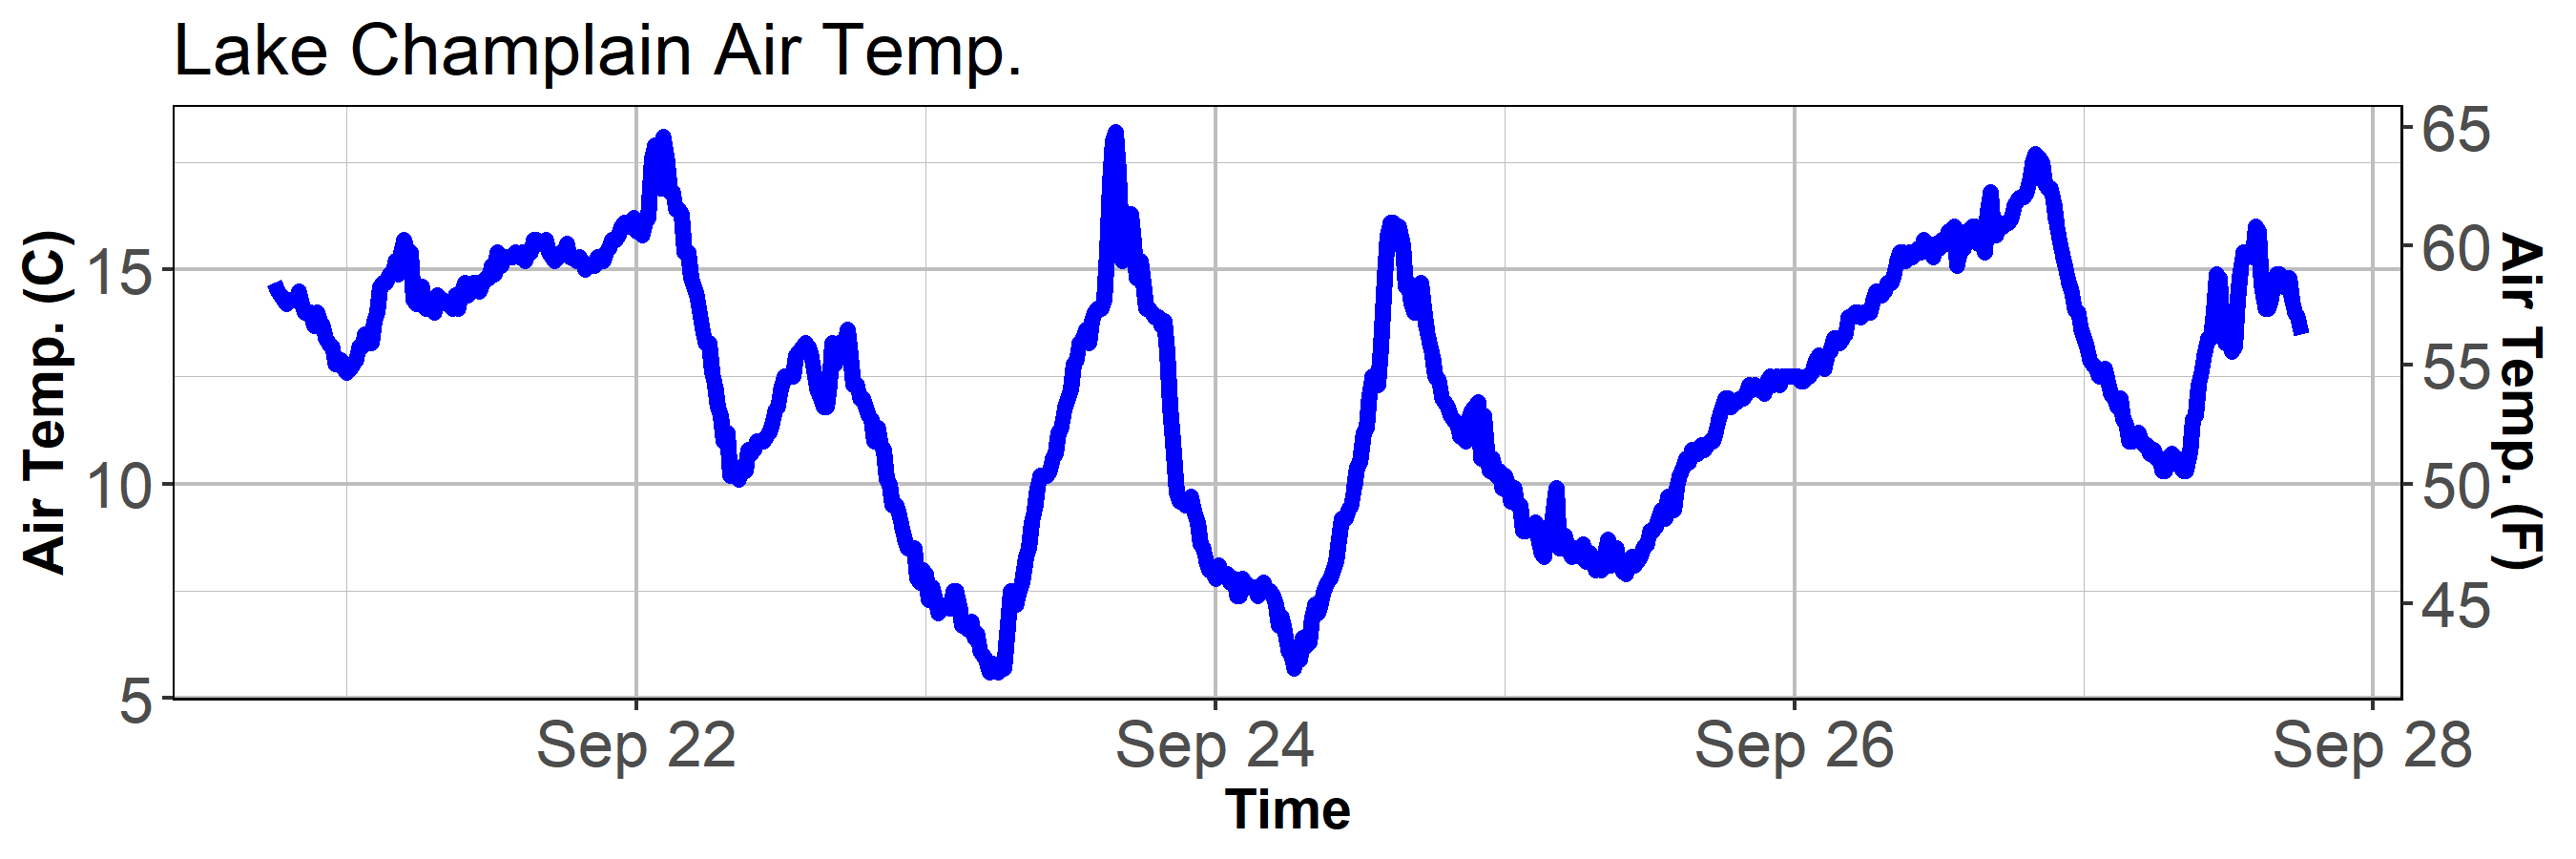 Lake Champlain Air Temp.
Air Temp. (C)
15
10
5
65
60
55
50
45
Air Temp. (F)
Sep 22
Sep 24
Sep 26
Sep 28
Time